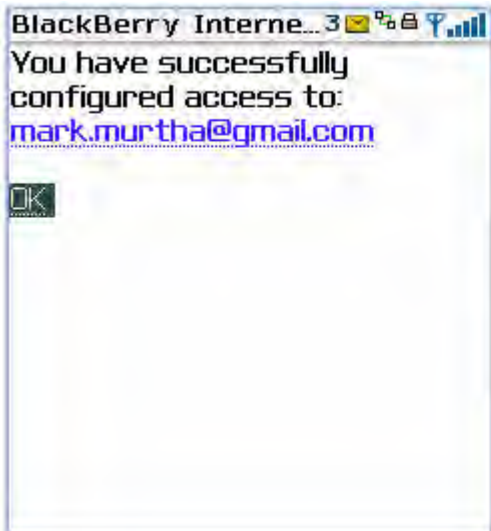 BlackBerry Interne...3
You have successfully
configured access to:
mark.murtha@gmail.com
OK